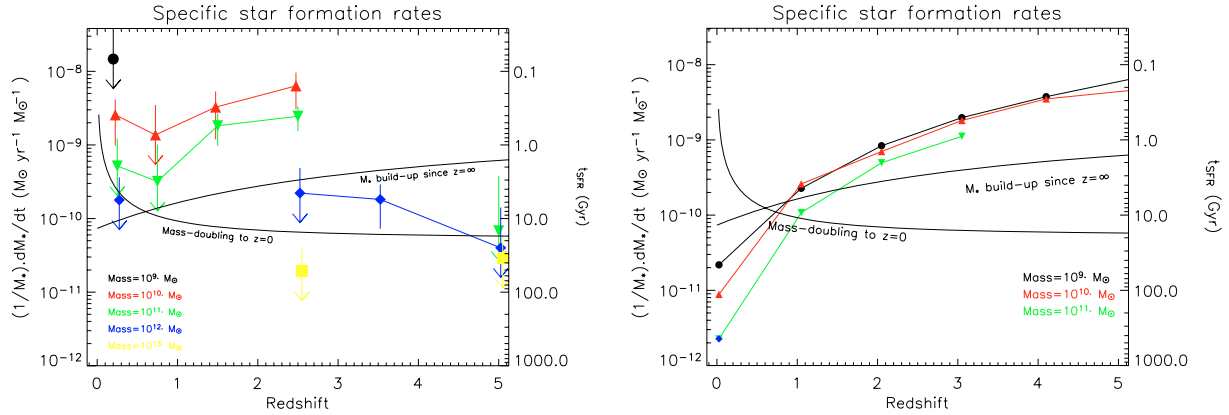 Specific star formation rates
(1/M⋆).dM⋆/dt (M⊙ yr⁻¹ M⊙⁻¹)
10⁻⁸
10⁻⁹
10⁻¹⁰
10⁻¹¹
10⁻¹²
0.1
1.0
10.0
100.0
1000.0
tSFR (Gyr)
M⋆ build-up since z=∞
Mass-doubling to z=0
Mass=10⁹· M⊙
Mass=10¹⁰· M⊙
Mass=10¹¹· M⊙
Mass=10¹²· M⊙
Mass=10¹³· M⊙
0 1 2 3 4 5
Redshift
Specific star formation rates
(1/M⋆).dM⋆/dt (M⊙ yr⁻¹ M⊙⁻¹)
10⁻⁸
10⁻⁹
10⁻¹⁰
10⁻¹¹
10⁻¹²
0.1
1.0
10.0
100.0
1000.0
tSFR (Gyr)
M⋆ build-up since z=∞
Mass-doubling to z=0
Mass=10⁹· M⊙
Mass=10¹⁰· M⊙
Mass=10¹¹· M⊙
0 1 2 3 4 5
Redshift